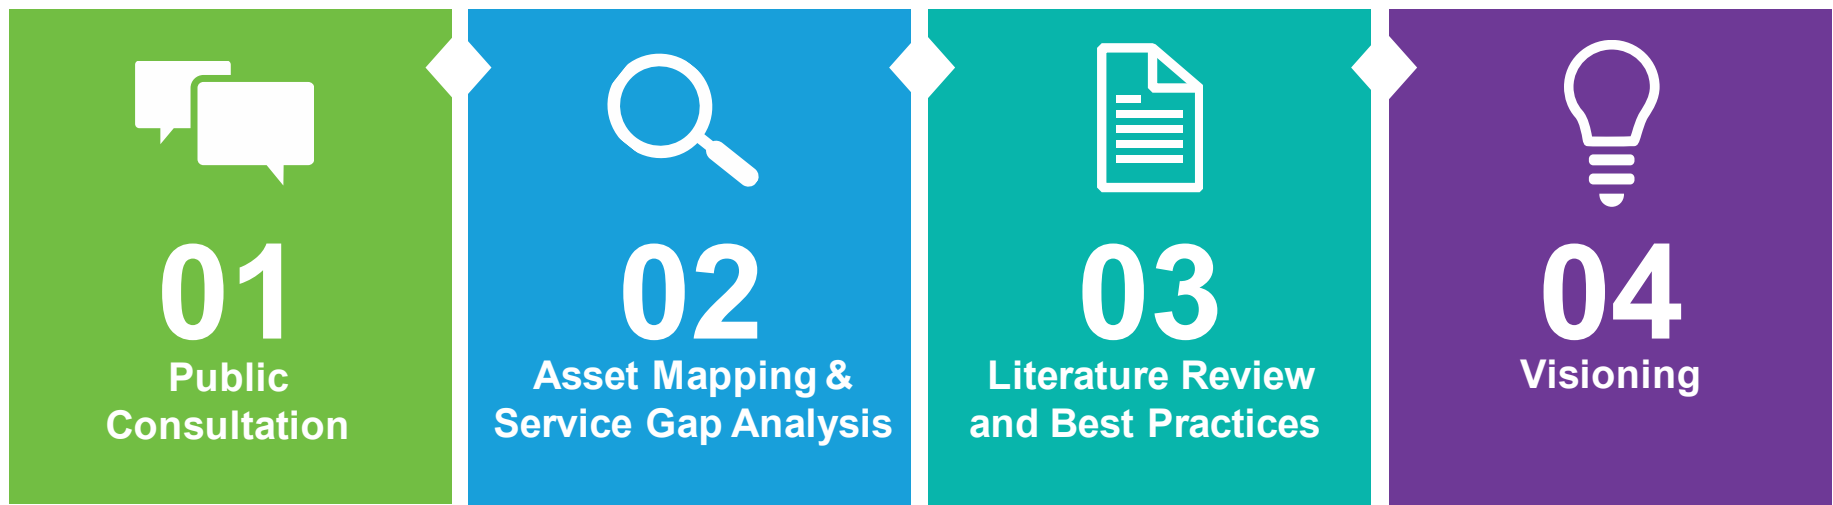 01
Public
Consultation
02
Asset Mapping &
Service Gap Analysis
03
Literature Review
and Best Practices
04
Visioning